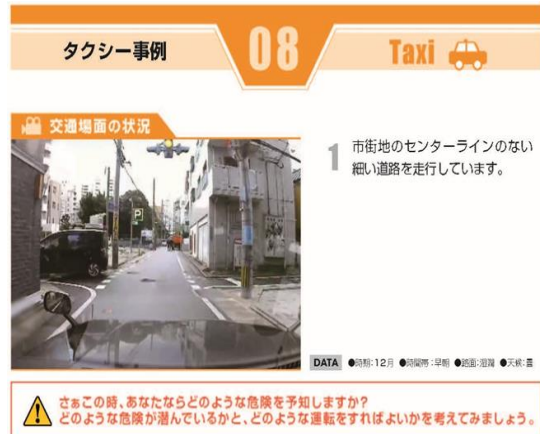 タクシー事例
08
Taxi
交通場面の状況
1 市街地のセンターラインのない
細い道路を走行しています。
P
DATA ●時期:12月 ●時間帯:早朝 ●路面:湿潤 ●天候:曇
さぁこの時、あなたならどのような危険を予知しますか?
どのような危険が潜んでいるかと、どのような運転をすればよいかを考えてみましょう。